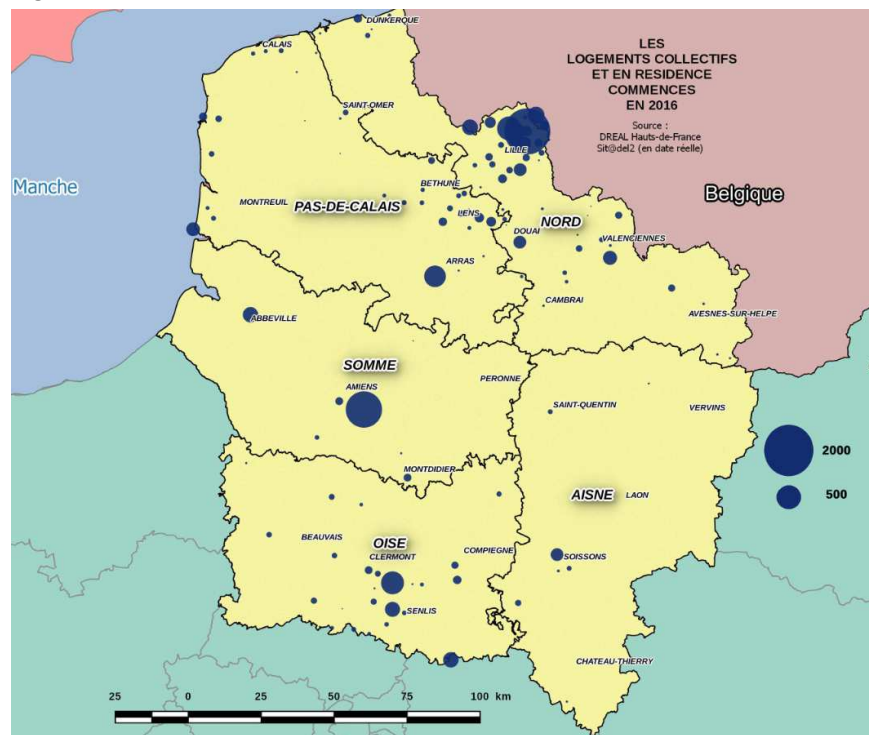 DUNKERQUE
CALAIS
LES
LOGEMENTS COLLECTIFS
ET EN RESIDENCE
COMMENCES
EN 2016
Source :
DREAL Hauts-de-France
Sit@del2 (en date réelle)
SAINT-OMER
LILLE
Manche
BETHUNE
Belgique
MONTREUIL
PAS-DE-CALAIS
LENS
NORD
DOUAI
VALENCIENNES
ARRAS
CAMBRAI
AVESNES-SUR-HELPE
ABBEVILLE
SOMME
PERONNE
AMIENS
SAINT-QUENTIN
VERVINS
2000
MONTDIDIER
500
AISNE
LAON
BEAUVAIS
OISE
COMPIEGNE
CLERMONT
SOISSONS
SENLIS
CHATEAU-THIERRY
25 0 25 50 75 100 km